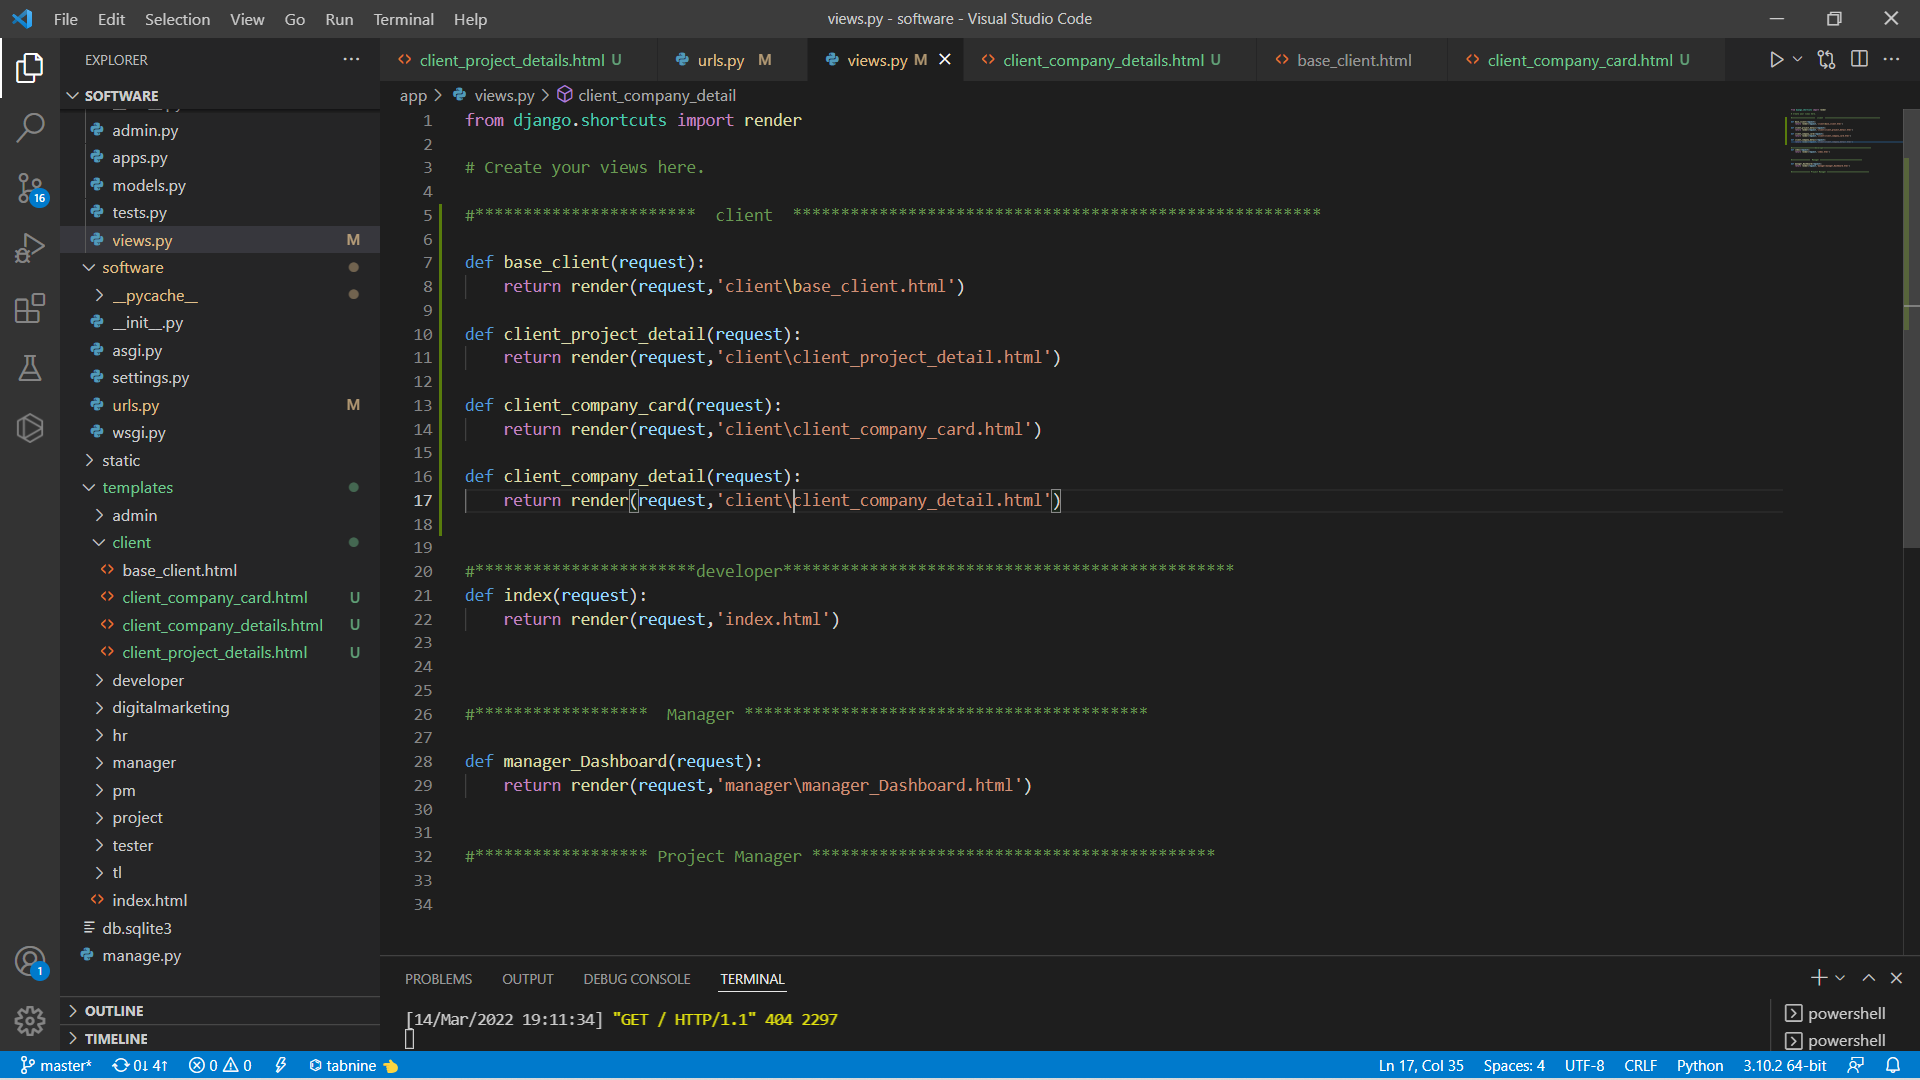 File Edit Selection View Go Run Terminal Help
views.py - software - Visual Studio Code
EXPLORER
client_project_details.html U
urls.py M
views.py M
client_company_details.html U
base_client.html
client_company_card.html U
SOFTWARE
app > views.py > client_company_detail
admin.py
apps.py
models.py
tests.py
views.py M
software
__pycache__
__init__.py
asgi.py
settings.py
urls.py M
wsgi.py
static
templates
admin
client
base_client.html
client_company_card.html U
client_company_details.html U
client_project_details.html U
developer
digitalmarketing
hr
manager
pm
project
tester
tl
index.html
db.sqlite3
manage.py
OUTLINE
TIMELINE
16
1
1 from django.shortcuts import render
2
3 # Create your views here.
4
5 #*********************** client *******************************************************
6
7 def base_client(request):
8 return render(request,'client\base_client.html')
9
10 def client_project_detail(request):
11 return render(request,'client\client_project_detail.html')
12
13 def client_company_card(request):
14 return render(request,'client\client_company_card.html')
15
16 def client_company_detail(request):
17 return render(request,'client\client_company_detail.html')
18
19
20 #***********************developer***********************************************
21 def index(request):
22 return render(request,'index.html')
23
24
25
26 #****************** Manager ******************************************
27
28 def manager_Dashboard(request):
29 return render(request,'manager\manager_Dashboard.html')
30
31
32 #****************** Project Manager ******************************************
33
34
PROBLEMS OUTPUT DEBUG CONSOLE TERMINAL
[14/Mar/2022 19:11:34] "GET / HTTP/1.1" 404 2297
powershell
powershell
master* 0↓ 4↑ 0 0 tabnine 👈
Ln 17, Col 35 Spaces: 4 UTF-8 CRLF Python 3.10.2 64-bit